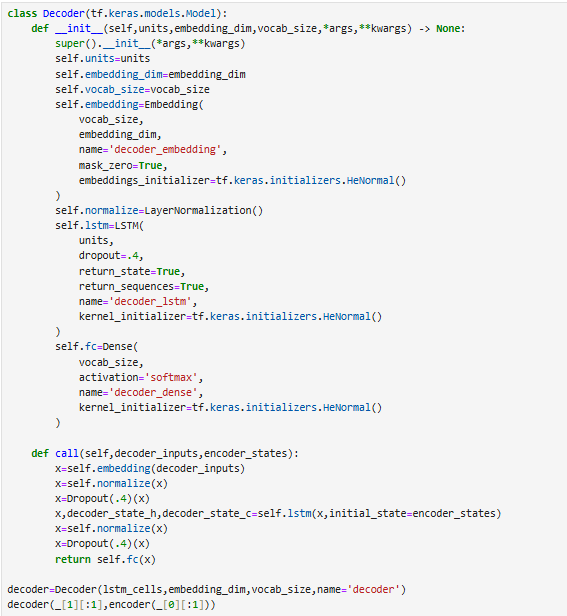 class Decoder(tf.keras.models.Model):
    def __init__(self,units,embedding_dim,vocab_size,*args,**kwargs) -> None:
        super().__init__(*args,**kwargs)
        self.units=units
        self.embedding_dim=embedding_dim
        self.vocab_size=vocab_size
        self.embedding=Embedding(
            vocab_size,
            embedding_dim,
            name='decoder_embedding',
            mask_zero=True,
            embeddings_initializer=tf.keras.initializers.HeNormal()
        )
        self.normalize=LayerNormalization()
        self.lstm=LSTM(
            units,
            dropout=.4,
            return_state=True,
            return_sequences=True,
            name='decoder_lstm',
            kernel_initializer=tf.keras.initializers.HeNormal()
        )
        self.fc=Dense(
            vocab_size,
            activation='softmax',
            name='decoder_dense',
            kernel_initializer=tf.keras.initializers.HeNormal()
        )

    def call(self,decoder_inputs,encoder_states):
        x=self.embedding(decoder_inputs)
        x=self.normalize(x)
        x=Dropout(.4)(x)
        x,decoder_state_h,decoder_state_c=self.lstm(x,initial_state=encoder_states)
        x=self.normalize(x)
        x=Dropout(.4)(x)
        return self.fc(x)

decoder=Decoder(lstm_cells,embedding_dim,vocab_size,name='decoder')
decoder(_[1][:1],encoder(_[0][:1]))